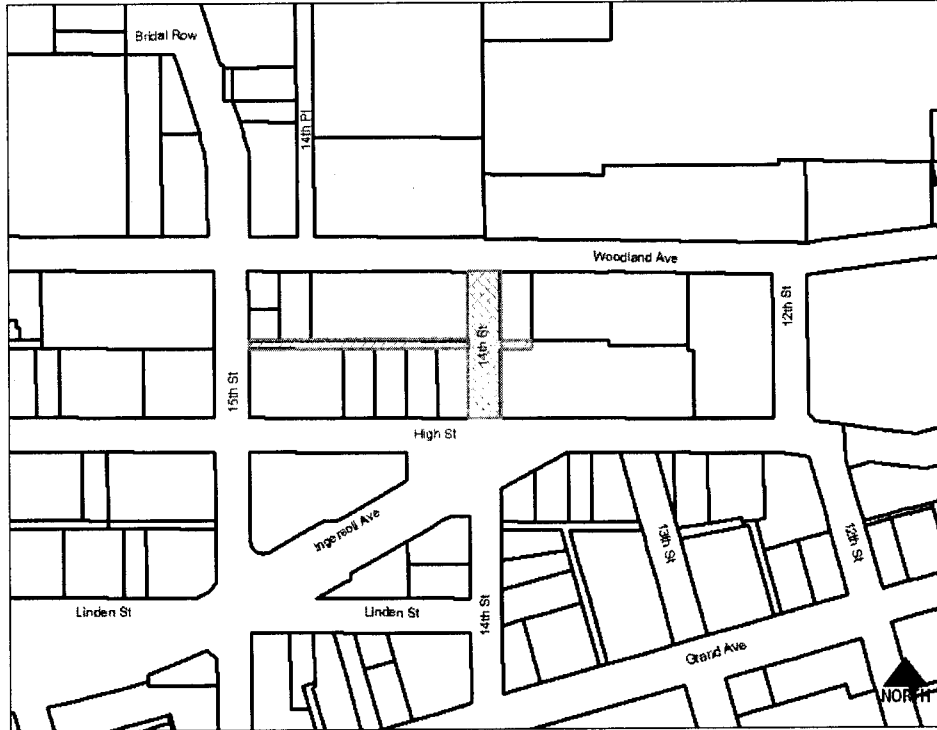 Bridal Row
14th Pl
Woodland Ave
12th St
14th St
15th St
High St
Ingersoll Ave
13th St
12th St
Linden St
Linden St
14th St
Grand Ave
NORTH